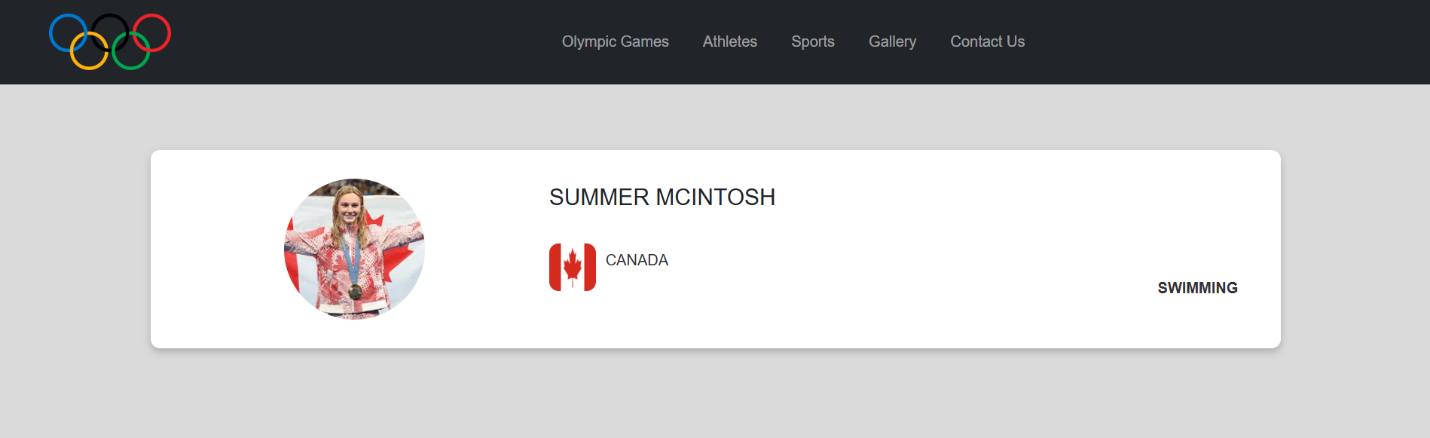 Olympic Games Athletes Sports Gallery Contact Us
SUMMER MCINTOSH
CANADA
SWIMMING